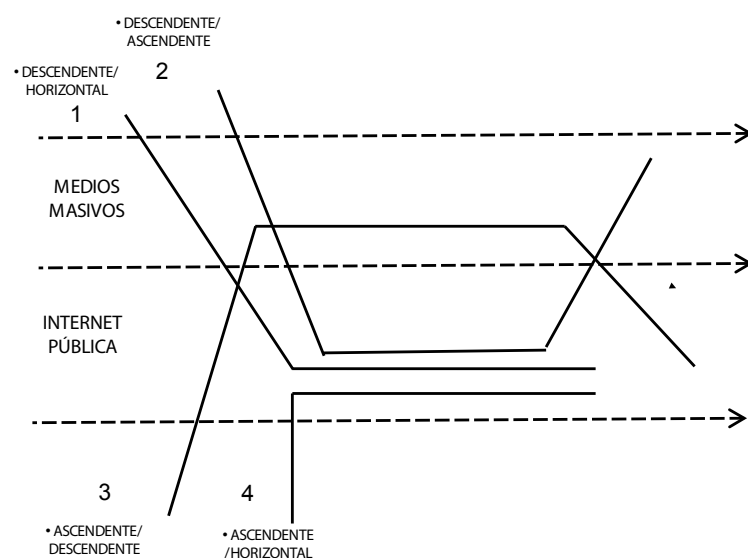 • DESCENDENTE/
ASCENDENTE
2
• DESCENDENTE/
HORIZONTAL
1
MEDIOS
MASIVOS
INTERNET
PÚBLICA
3
• ASCENDENTE/
DESCENDENTE
4
• ASCENDENTE
/HORIZONTAL